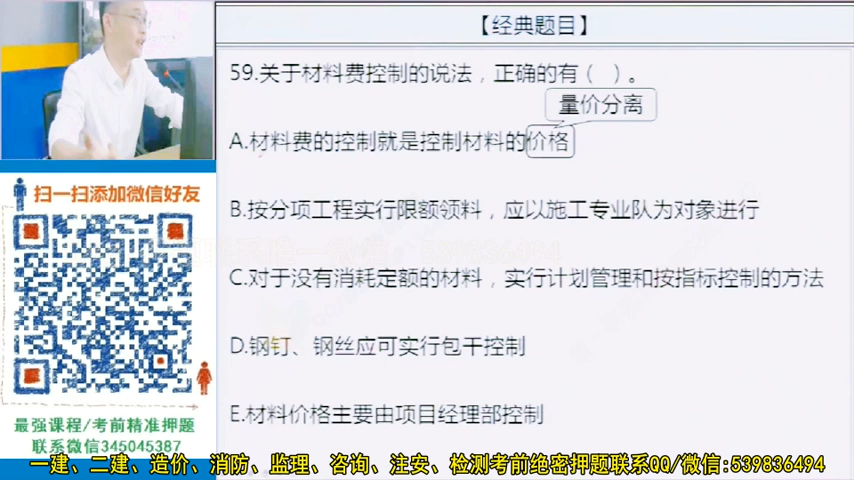 【经典题目】
59.关于材料费控制的说法，正确的有（ ）。
量价分离
A.材料费的控制就是控制材料的价格
B.按分项工程实行限额领料，应以施工专业队为对象进行
C.对于没有消耗定额的材料，实行计划管理和按指标控制的方法
D.钢钉、钢丝应可实行包干控制
E.材料价格主要由项目经理部控制
扫一扫添加微信好友
最强课程/考前精准押题
联系微信345045387
一建、二建、造价、消防、监理、咨询、注安、检测考前绝密押题联系QQ/微信:539836494